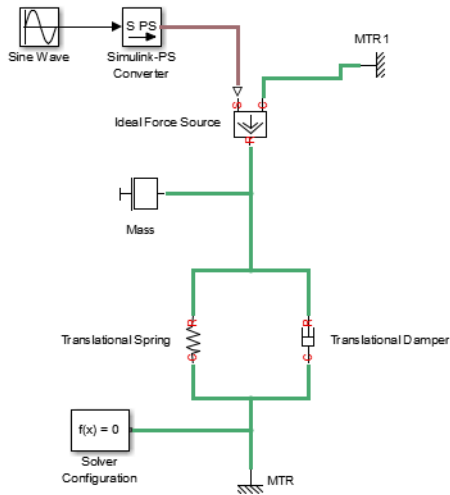 S PS
Sine Wave
Simulink-PS
Converter
MTR 1
S
C
Ideal Force Source
R
Mass
R
R
Translational Spring
Translational Damper
C
C
f(x) = 0
Solver
Configuration
MTR